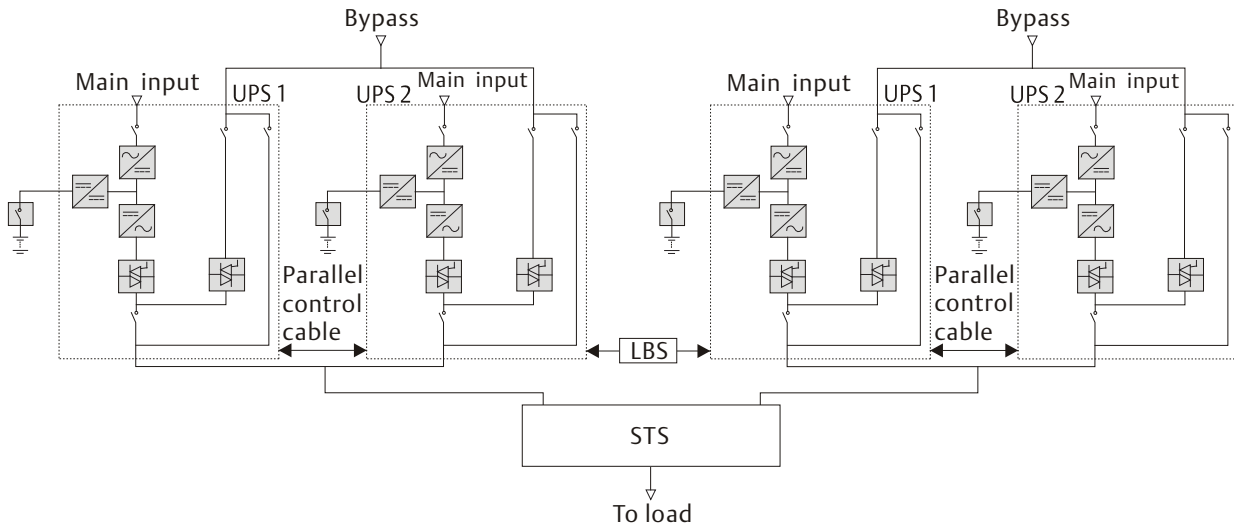 Bypass
Bypass
Main input
UPS 1
UPS 2
Main input
Main input
UPS 1
UPS 2
Main input
Parallel
control
cable
Parallel
control
cable
LBS
STS
To load